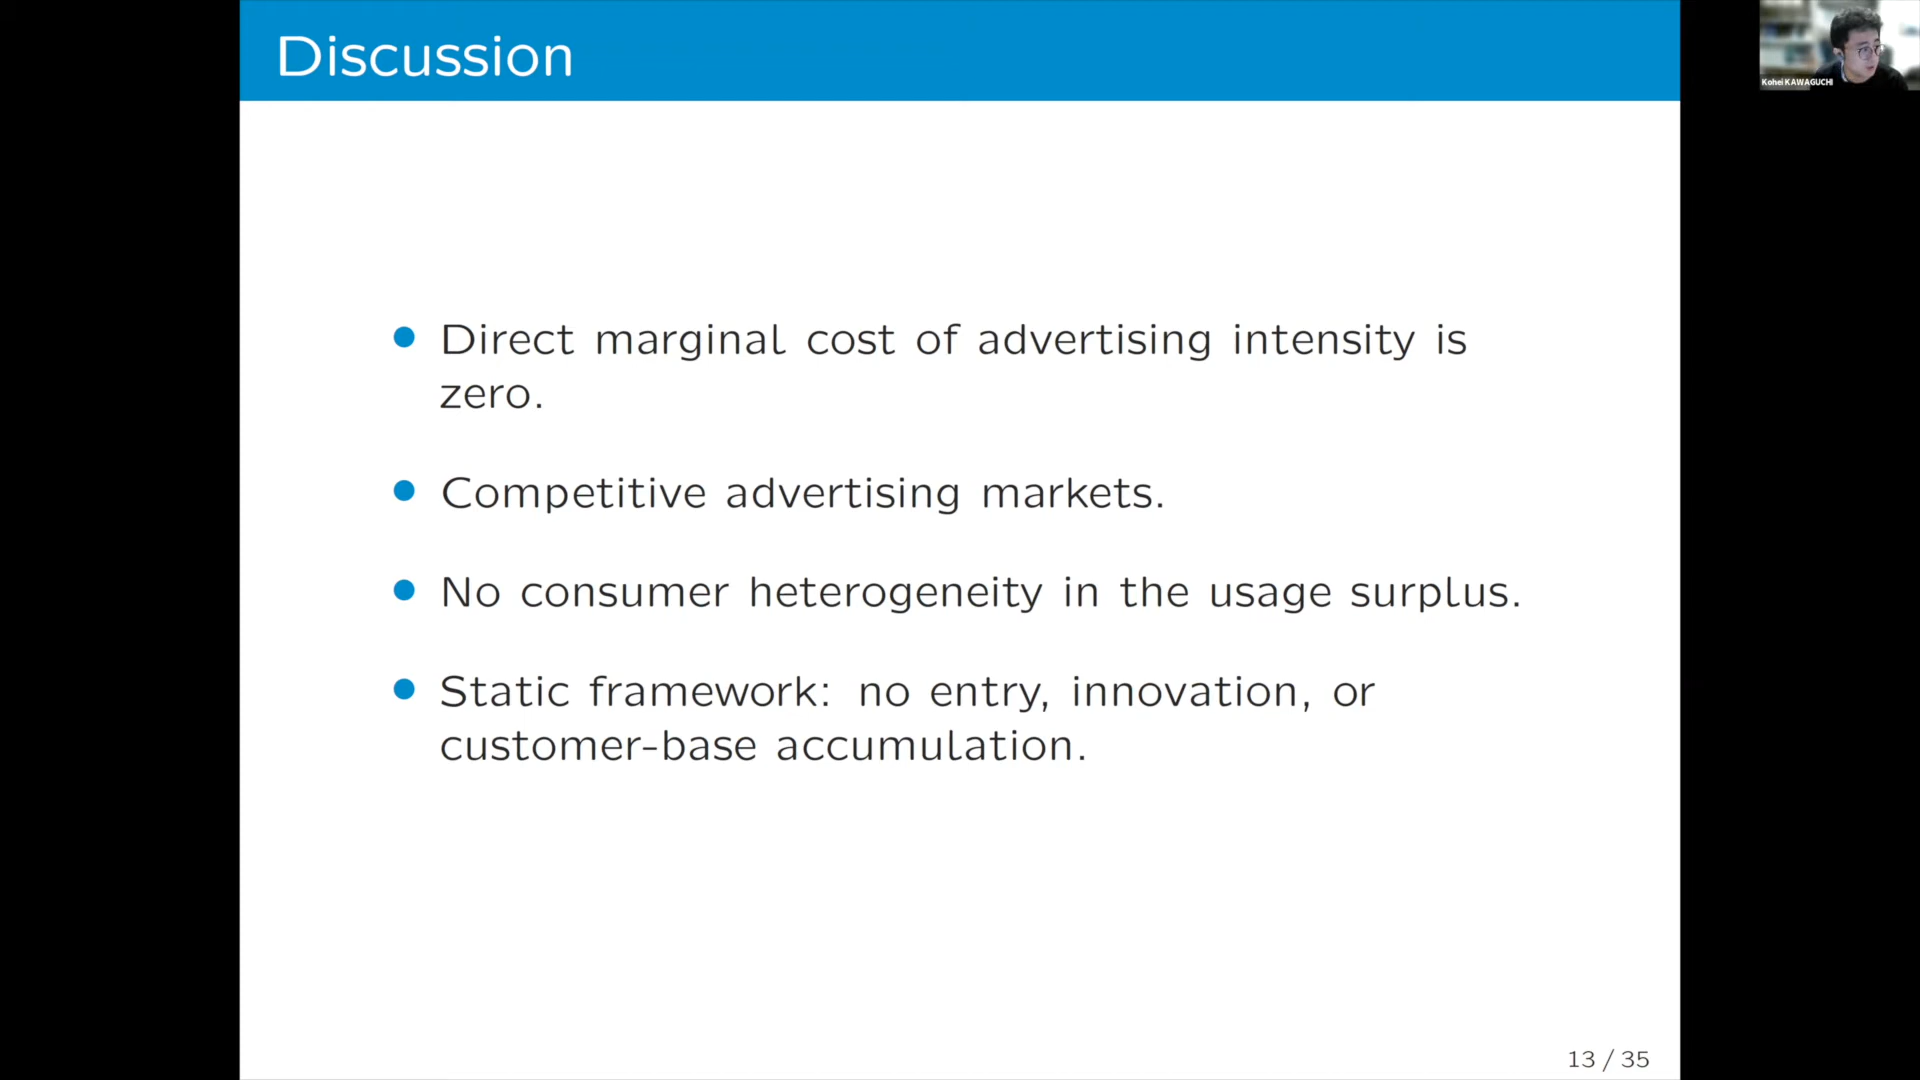 Discussion
Kohei KAWAGUCHI
● Direct marginal cost of advertising intensity is
zero.
● Competitive advertising markets.
● No consumer heterogeneity in the usage surplus.
● Static framework: no entry, innovation, or
customer-base accumulation.
13 / 35